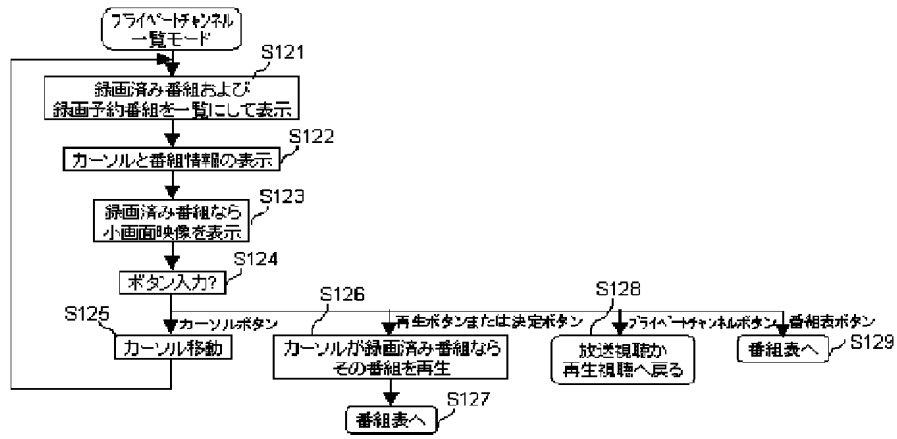 プライベートチャンネル
一覧モード
S121
録画済み番組および
録画予約番組を一覧にして表示
S122
カーソルと番組情報の表示
S123
録画済み番組なら
小画面映像を表示
S124
ボタン入力?
S125
カーソルボタン
カーソル移動
S126
再生ボタンまたは決定ボタン
カーソルが録画済み番組なら
その番組を再生
S127
番組表へ
S128
プライベートチャンネルボタン
放送視聴か
再生視聴へ戻る
番組表ボタン
番組表へ
S129